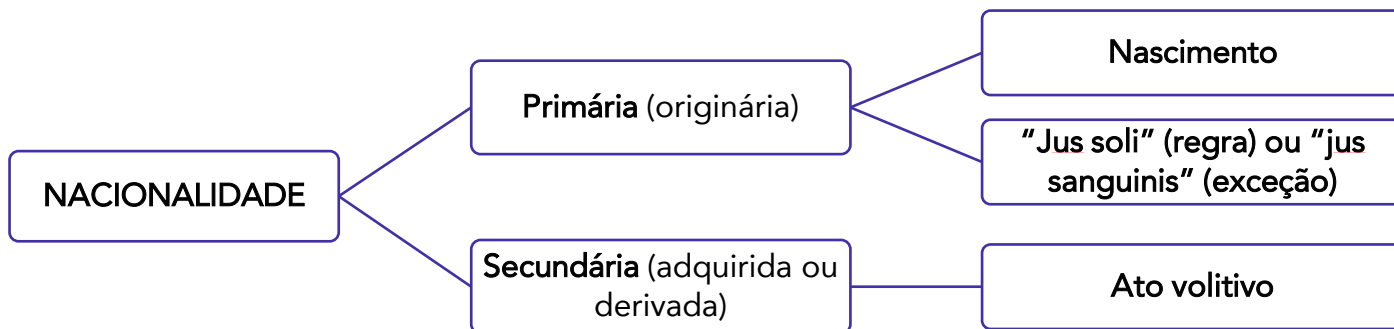 NACIONALIDADE
Primária (originária)
Nascimento
“Jus soli” (regra) ou “jus
sanguinis” (exceção)
Secundária (adquirida ou
derivada)
Ato volitivo